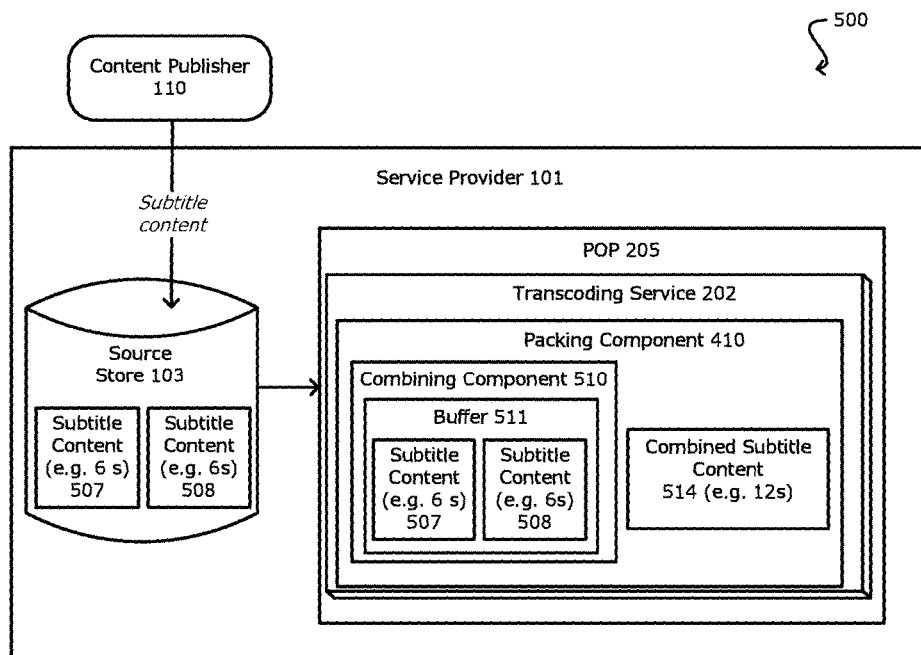 500
Content Publisher
110
Service Provider 101
Subtitle
content
POP 205
Transcoding Service 202
Packing Component 410
Source
Store 103
Combining Component 510
Buffer 511
Subtitle
Content
(e.g. 6 s)
507
Subtitle
Content
(e.g. 6s)
508
Subtitle
Content
(e.g. 6 s)
507
Subtitle
Content
(e.g. 6s)
508
Combined Subtitle
Content
514 (e.g. 12s)